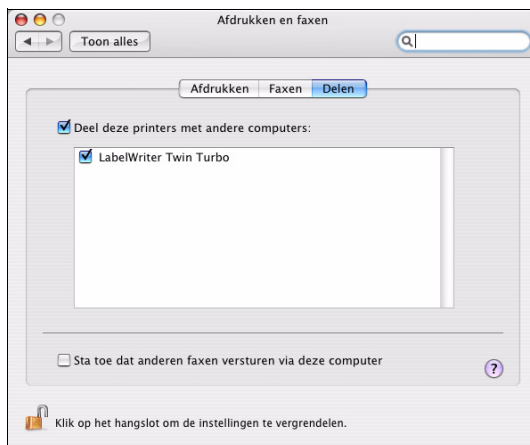 Afdrukken en faxen
Toon alles
Afdrukken Faxen Delen
Deel deze printers met andere computers:
LabelWriter Twin Turbo
Sta toe dat anderen faxen versturen via deze computer
?
Klik op het hangslot om de instellingen te vergrendelen.